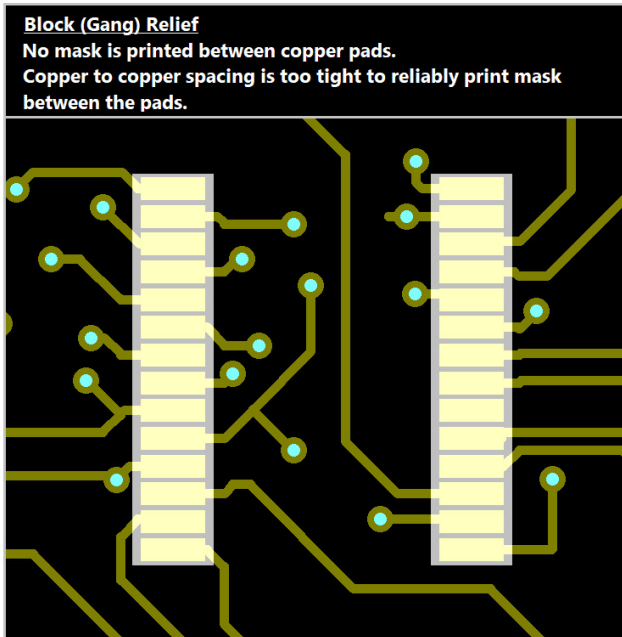 Block (Gang) Relief
No mask is printed between copper pads.
Copper to copper spacing is too tight to reliably print mask
between the pads.